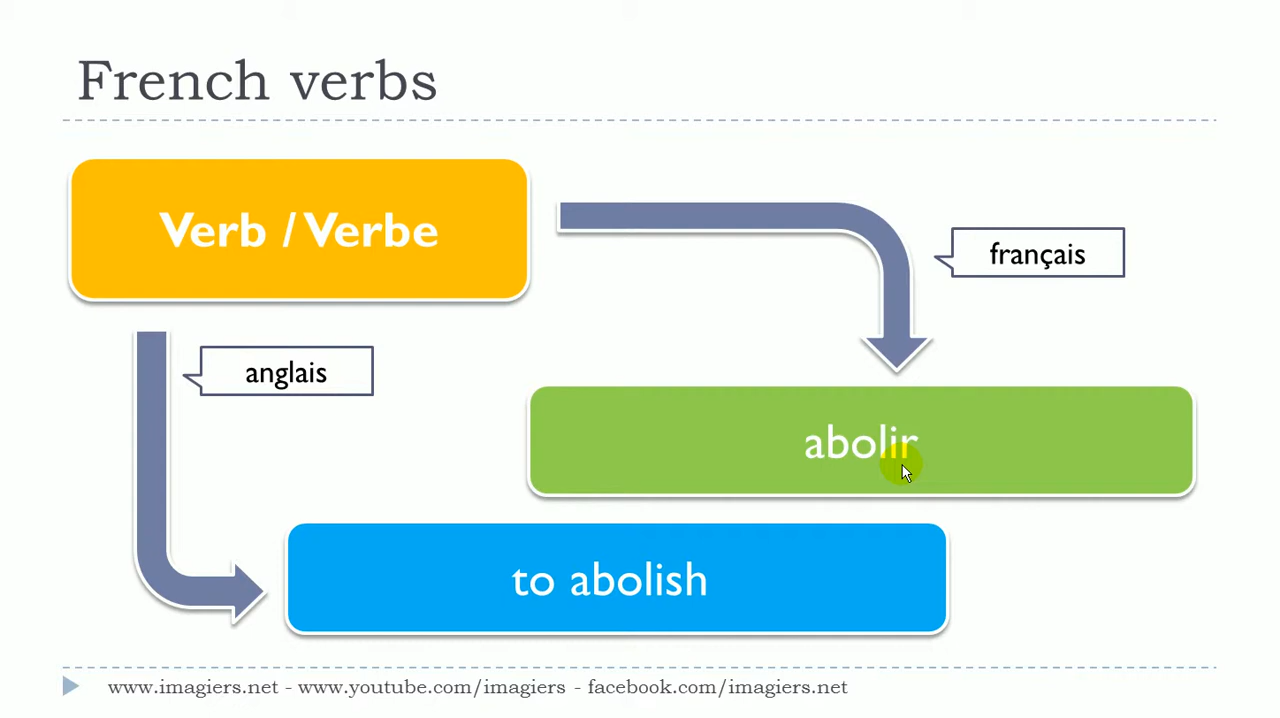 French verbs
Verb / Verbe
français
anglais
abolir
to abolish
www.imagiers.net - www.youtube.com/imagiers - facebook.com/imagiers.net